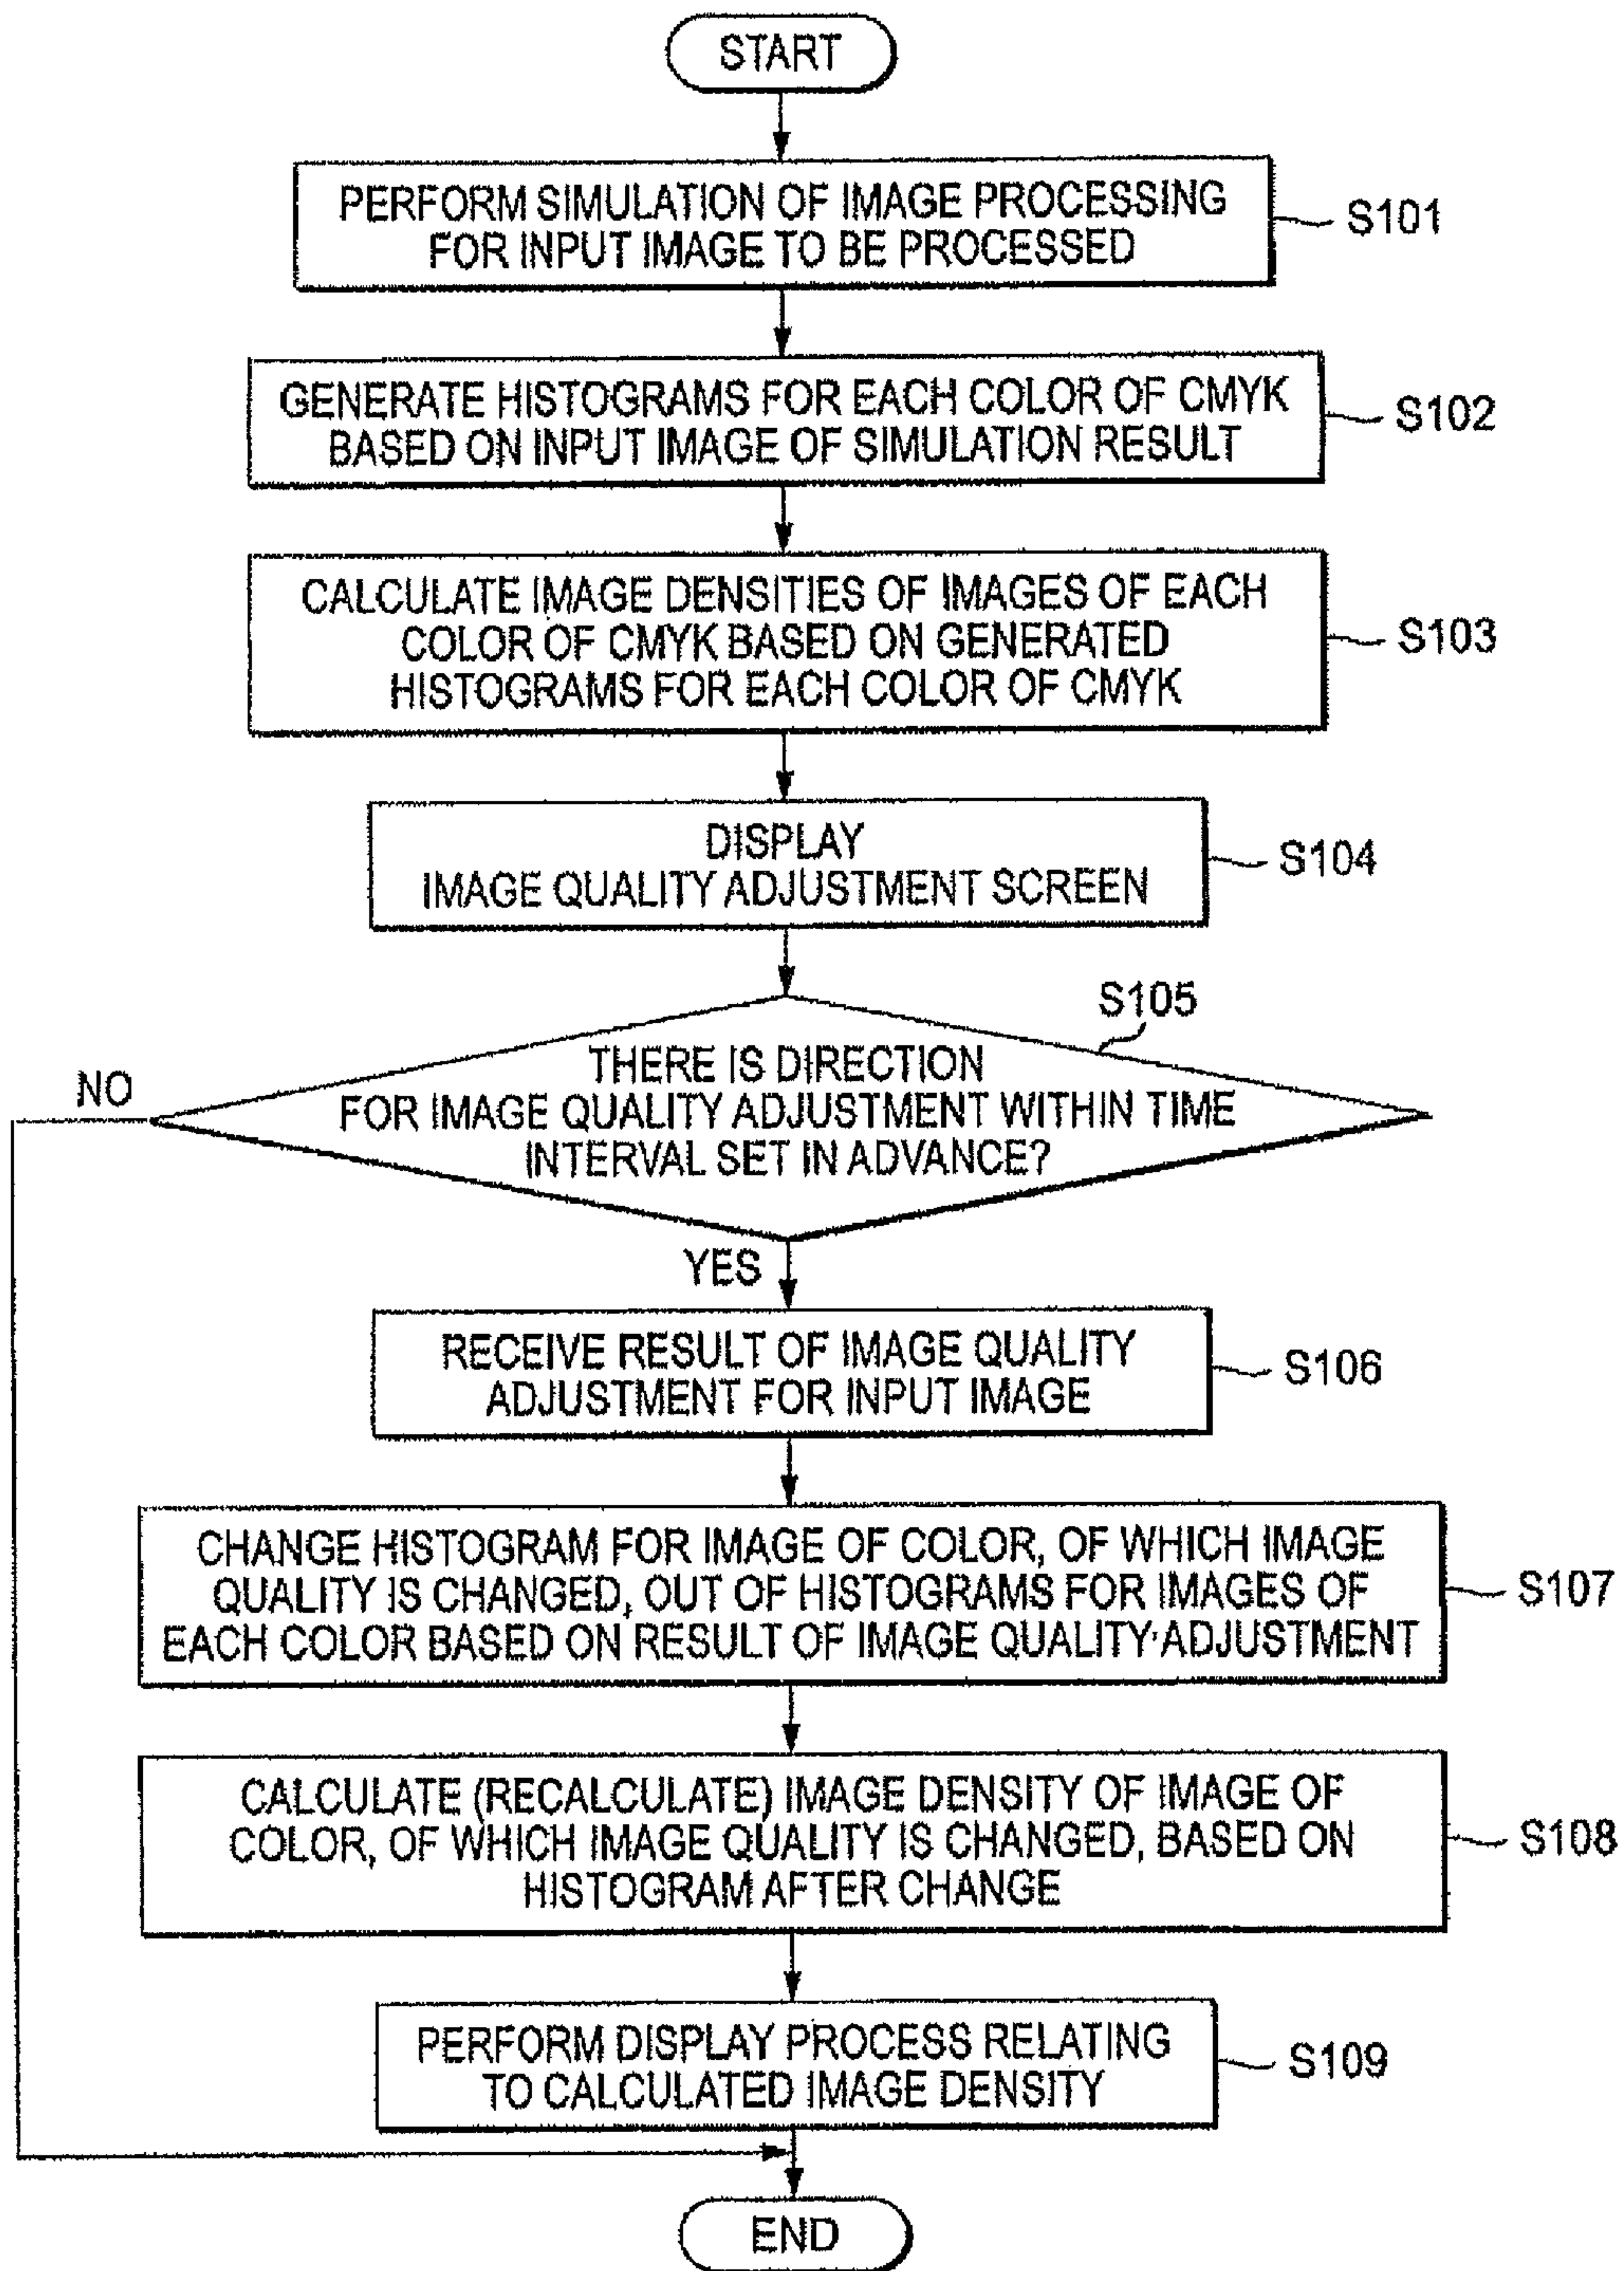 START
PERFORM SIMULATION OF IMAGE PROCESSING
FOR INPUT IMAGE TO BE PROCESSED
S101
GENERATE HISTOGRAMS FOR EACH COLOR OF CMYK
BASED ON INPUT IMAGE OF SIMULATION RESULT
S102
CALCULATE IMAGE DENSITIES OF IMAGES OF EACH
COLOR OF CMYK BASED ON GENERATED
HISTOGRAMS FOR EACH COLOR OF CMYK
S103
DISPLAY
IMAGE QUALITY ADJUSTMENT SCREEN
S104
S105
THERE IS DIRECTION
FOR IMAGE QUALITY ADJUSTMENT WITHIN TIME
INTERVAL SET IN ADVANCE?
NO
YES
RECEIVE RESULT OF IMAGE QUALITY
ADJUSTMENT FOR INPUT IMAGE
S106
CHANGE HISTOGRAM FOR IMAGE OF COLOR, OF WHICH IMAGE
QUALITY IS CHANGED, OUT OF HISTOGRAMS FOR IMAGES OF
EACH COLOR BASED ON RESULT OF IMAGE QUALITY ADJUSTMENT
S107
CALCULATE (RECALCULATE) IMAGE DENSITY OF IMAGE OF
COLOR, OF WHICH IMAGE QUALITY IS CHANGED, BASED ON
HISTOGRAM AFTER CHANGE
S108
PERFORM DISPLAY PROCESS RELATING
TO CALCULATED IMAGE DENSITY
S109
END